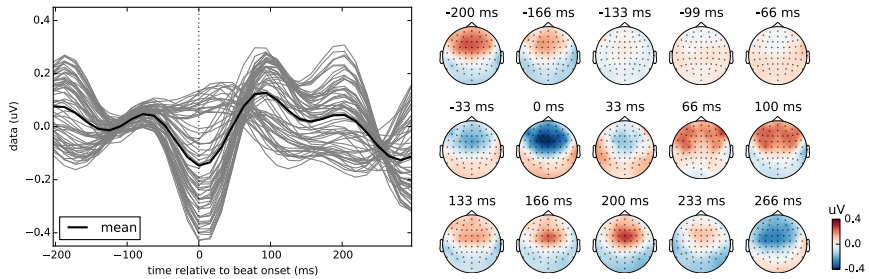 0.4
0.2
0.0
−0.2
−0.4
data (uV)
mean
−200
−100
0
100
200
time relative to beat onset (ms)
-200 ms
-166 ms
-133 ms
-99 ms
-66 ms
-33 ms
0 ms
33 ms
66 ms
100 ms
133 ms
166 ms
200 ms
233 ms
266 ms
uV
0.4
0.0
-0.4